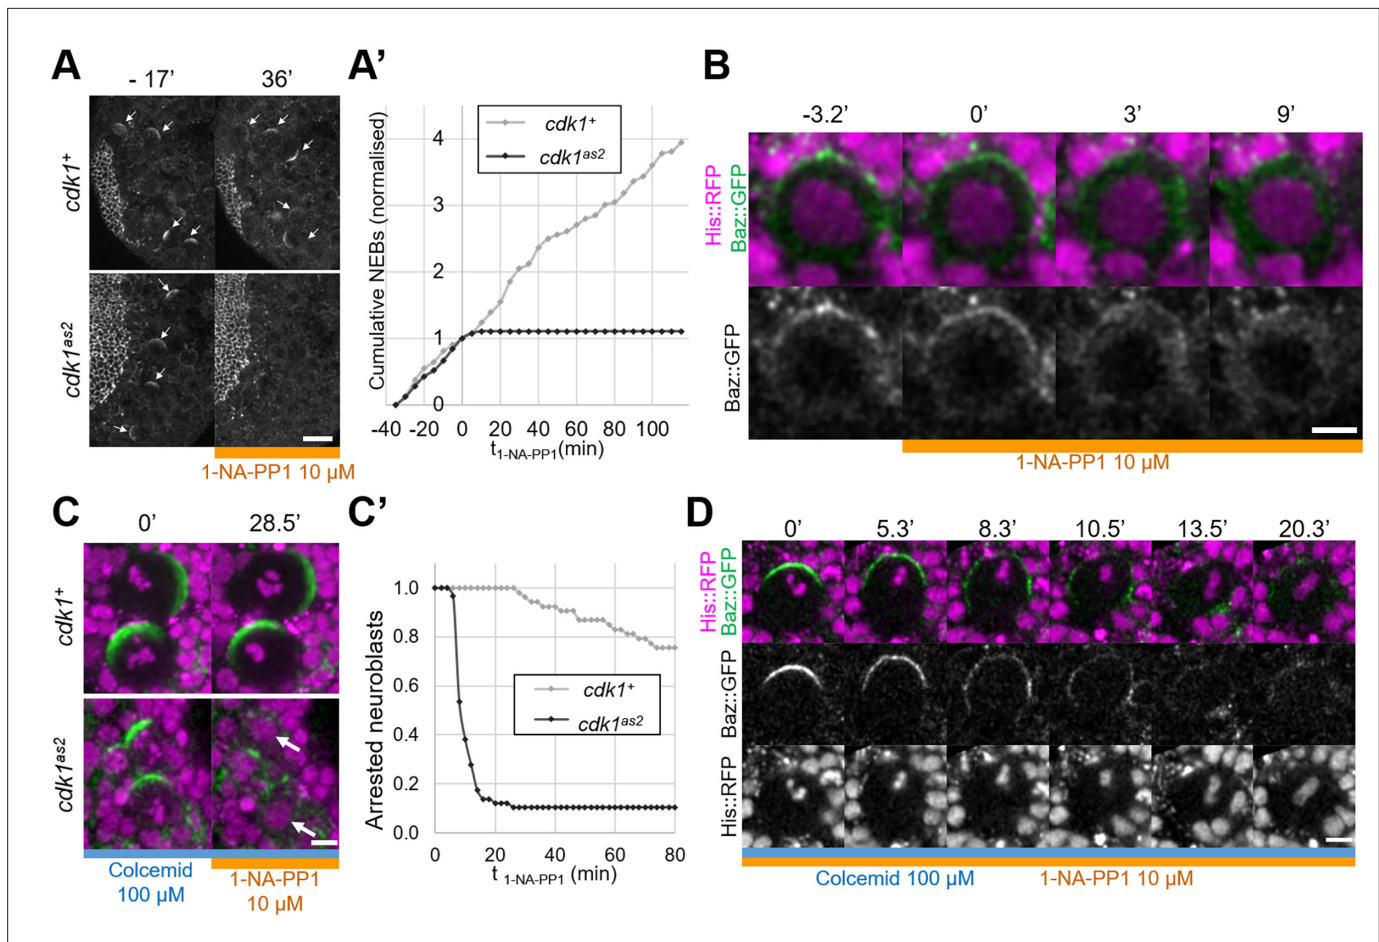 A
- 17’
36’
cdk1+
cdk1as2
1-NA-PP1 10 µM
A’
Cumulative NEBs (normalised)
4
3
2
1
0
-40 -20 0 20 40 60 80 100
t1-NA-PP1(min)
cdk1+
cdk1as2
B
-3.2’
0’
3’
9’
His::RFP
Baz::GFP
Baz::GFP
1-NA-PP1 10 µM
C
0’
28.5’
cdk1+
cdk1as2
Colcemid
100 µM
1-NA-PP1
10 µM
C’
Arrested neuroblasts
1.0
0.8
0.6
0.4
0.2
0.0
0 20 40 60 80
t 1-NA-PP1 (min)
cdk1+
cdk1as2
D
0’
5.3’
8.3’
10.5’
13.5’
20.3’
His::RFP
Baz::GFP
Baz::GFP
His::RFP
Colcemid 100 µM
1-NA-PP1 10 µM